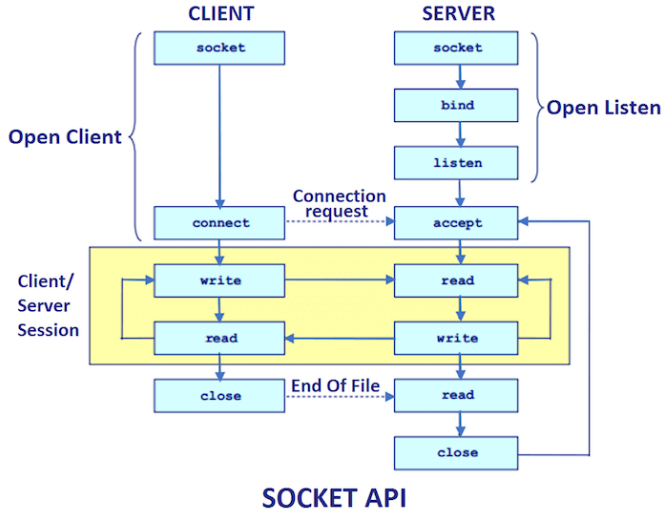 CLIENT
SERVER
socket
socket
bind
Open Client
Open Listen
listen
Connection
request
connect
accept
Client/
Server
Session
write
read
read
write
End Of File
close
read
close
SOCKET API